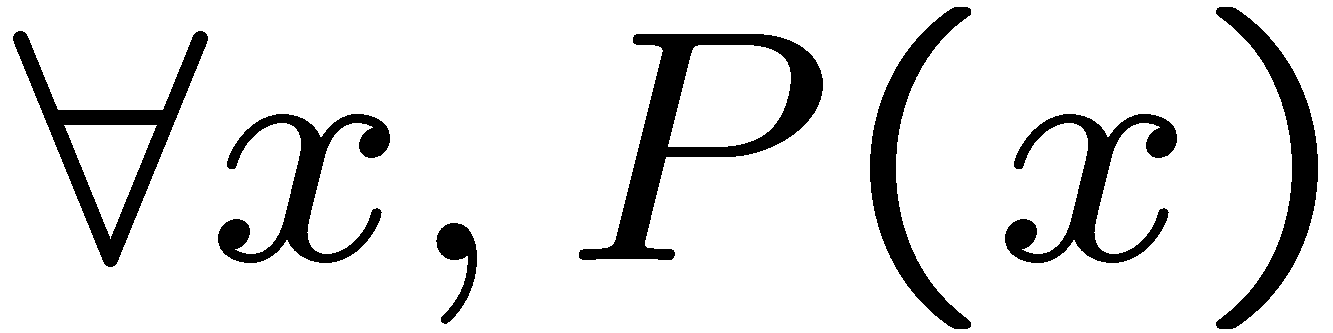 ∀x, P(x)